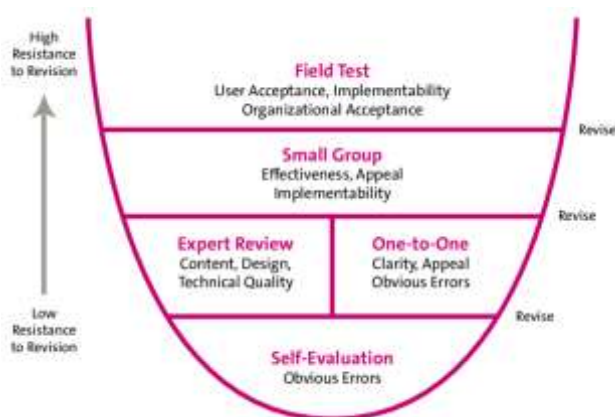 High
Resistance
to Revision
Field Test
User Acceptance, Implementability
Organizational Acceptance
Revise
Small Group
Effectiveness, Appeal
Implementability
Revise
Expert Review
Content, Design,
Technical Quality
One-to-One
Clarity, Appeal
Obvious Errors
Low
Resistance
to Revision
Revise
Self-Evaluation
Obvious Errors